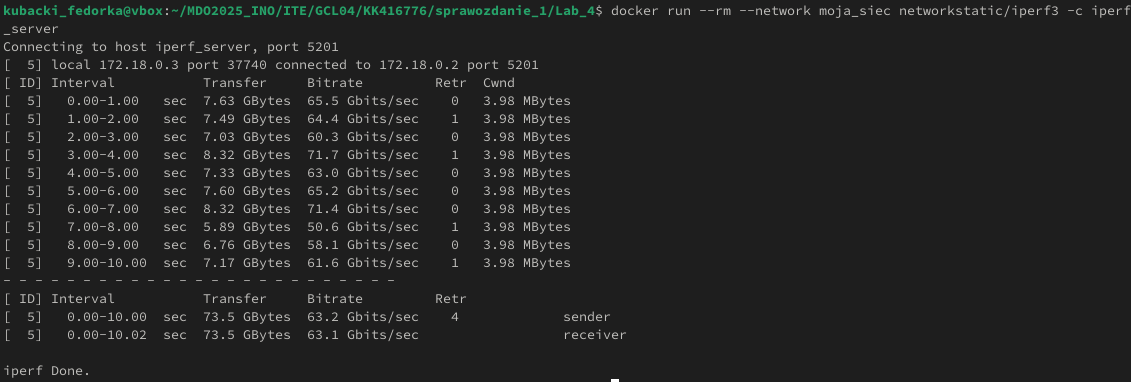 kubacki_fedorka@vbox:~/MDO2025_INO/ITE/GCL04/KK416776/sprawozdanie_1/Lab_4$ docker run --rm --network moja_siec networkstatic/iperf3 -c iperf
_server
Connecting to host iperf_server, port 5201
[  5] local 172.18.0.3 port 37740 connected to 172.18.0.2 port 5201
[ ID] Interval           Transfer     Bitrate         Retr  Cwnd
[  5]   0.00-1.00   sec  7.63 GBytes  65.5 Gbits/sec    0   3.98 MBytes
[  5]   1.00-2.00   sec  7.49 GBytes  64.4 Gbits/sec    1   3.98 MBytes
[  5]   2.00-3.00   sec  7.03 GBytes  60.3 Gbits/sec    0   3.98 MBytes
[  5]   3.00-4.00   sec  8.32 GBytes  71.7 Gbits/sec    1   3.98 MBytes
[  5]   4.00-5.00   sec  7.33 GBytes  63.0 Gbits/sec    0   3.98 MBytes
[  5]   5.00-6.00   sec  7.60 GBytes  65.2 Gbits/sec    0   3.98 MBytes
[  5]   6.00-7.00   sec  8.32 GBytes  71.4 Gbits/sec    0   3.98 MBytes
[  5]   7.00-8.00   sec  5.89 GBytes  50.6 Gbits/sec    1   3.98 MBytes
[  5]   8.00-9.00   sec  6.76 GBytes  58.1 Gbits/sec    0   3.98 MBytes
[  5]   9.00-10.00  sec  7.17 GBytes  61.6 Gbits/sec    1   3.98 MBytes
- - - - - - - - - - - - - - - - - - - - - - - - -
[ ID] Interval           Transfer     Bitrate         Retr
[  5]   0.00-10.00  sec  73.5 GBytes  63.2 Gbits/sec    4             sender
[  5]   0.00-10.02  sec  73.5 GBytes  63.1 Gbits/sec                  receiver
iperf Done.